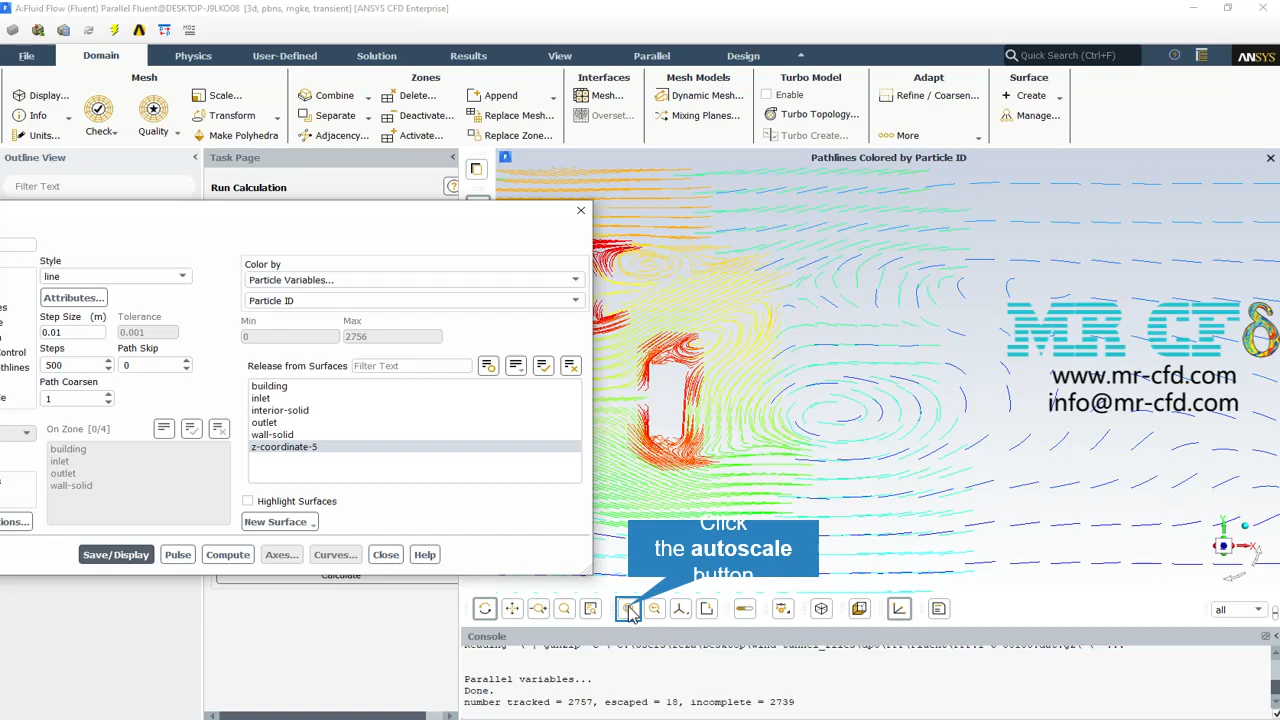 A:Fluid Flow (Fluent) Parallel Fluent@DESKTOP-J9LKO08 [3d, pbns, rngke, transient] [ANSYS CFD Enterprise]
File Domain Physics User-Defined Solution Results View Parallel Design Quick Search (Ctrl+F) ANSYS
Mesh Zones Interfaces Mesh Models Turbo Model Adapt Surface
Display... Scale... Combine Delete... Append Mesh... Dynamic Mesh... Enable Refine / Coarsen... Create
Info Check Quality Transform Separate Deactivate... Replace Mesh... Overset... Mixing Planes... Turbo Topology... Manage...
Units... Make Polyhedra Adjacency... Activate... Replace Zone... Turbo Create... More
Outline View < Task Page < Pathlines Colored by Particle ID
Filter Text Run Calculation
Style Color by
line Particle Variables...
Attributes... Particle ID
Step Size (m) Tolerance Min Max
0.01 0.001 0 2756
Steps Path Skip Release from Surfaces Filter Text
500 0
Path Coarsen
1
building
inlet
interior-solid
outlet
wall-solid
z-coordinate-5
On Zone [0/4]
building
inlet
outlet
wall-solid
Highlight Surfaces
New Surface
Save/Display Pulse Compute Axes... Curves... Close Help
Calculate
MR CFD
www.mr-cfd.com
info@mr-cfd.com
Click
the autoscale
button
Y
X
all
Console
Parallel variables...
Done.
number tracked = 2757, escaped = 18, incomplete = 2739